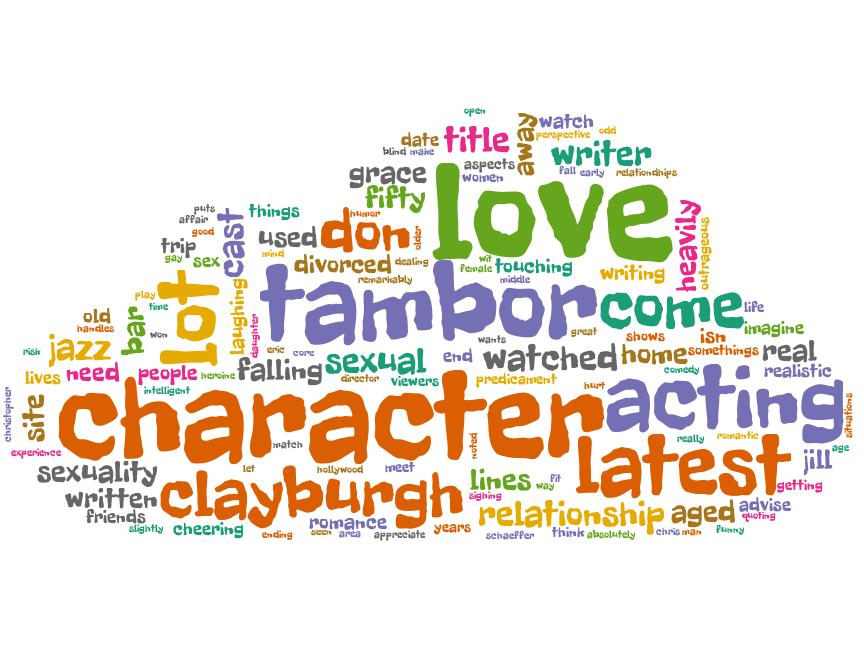 open
away
watch
date
title
perspective
odd
blind
make
writer
aspects
grace
women
fall
early
relationships
fifty
love
puts
affair
good
cast
things
humor
used
don
older
heavily
outrageous
trip
gay
sex
mind
divorced
dealing
wit
female
touching
writing
remarkably
middle
play
time
lot
laughing
tambor
come
life
old
handles
bar
won
daughter
great
imagine
risk
jazz
eric
core
sexual
end
wants
shows
isn
watched
home
somethings
real
lives
need
people
heroine
falling
director
viewers
predicament
comedy
realistic
intelligent
hurt
christopher
site
character
acting
situations
experience
match
noted
really
romantic
age
sexuality
let
hollywood
meet
latest
jill
written
clayburgh
lines
way
fit
getting
sighing
friends
relationship
aged
advise
quoting
slightly
cheering
romance
years
ending
seen
area
appreciate
schaeffer
think
absolutely
chris
man
funny